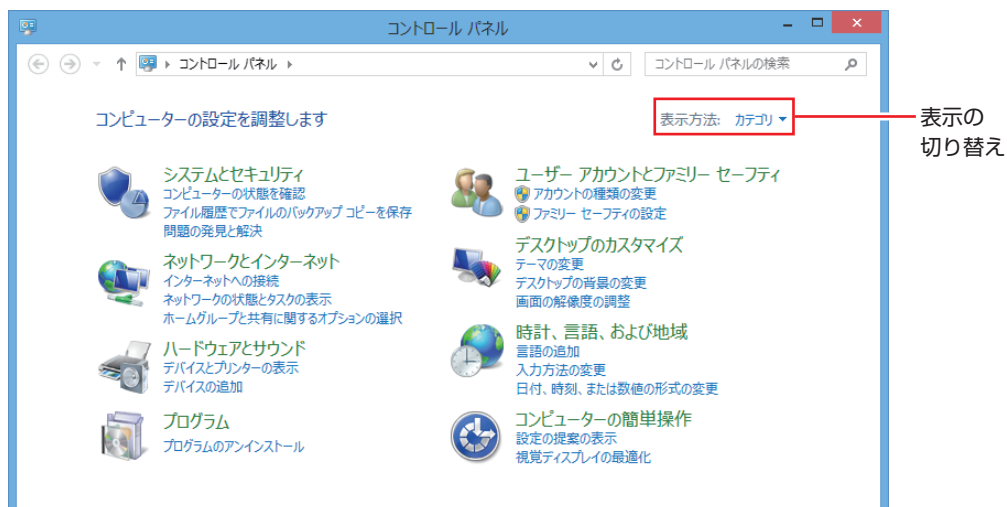 コントロール パネル
コントロール パネル
コントロール パネルの検索
コンピューターの設定を調整します
表示方法: カテゴリ
表示の
切り替え
システムとセキュリティ
コンピューターの状態を確認
ファイル履歴でファイルのバックアップ コピーを保存
問題の発見と解決
ネットワークとインターネット
インターネットへの接続
ネットワークの状態とタスクの表示
ホームグループと共有に関するオプションの選択
ハードウェアとサウンド
デバイスとプリンターの表示
デバイスの追加
プログラム
プログラムのアンインストール
ユーザー アカウントとファミリー セーフティ
アカウントの種類の変更
ファミリー セーフティの設定
デスクトップのカスタマイズ
テーマの変更
デスクトップの背景の変更
画面の解像度の調整
時計、言語、および地域
言語の追加
入力方法の変更
日付、時刻、または数値の形式の変更
コンピューターの簡単操作
設定の提案の表示
視覚ディスプレイの最適化